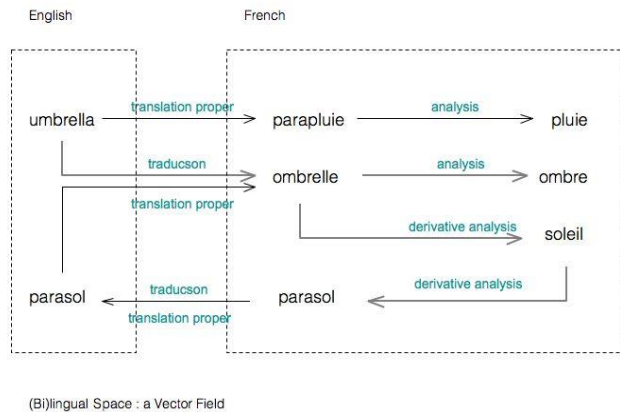 English French
umbrella translation proper parapluie analysis pluie
traducson ombrelle analysis ombre
translation proper
derivative analysis soleil
parasol traducson parasol derivative analysis
translation proper
(Bi)lingual Space : a Vector Field